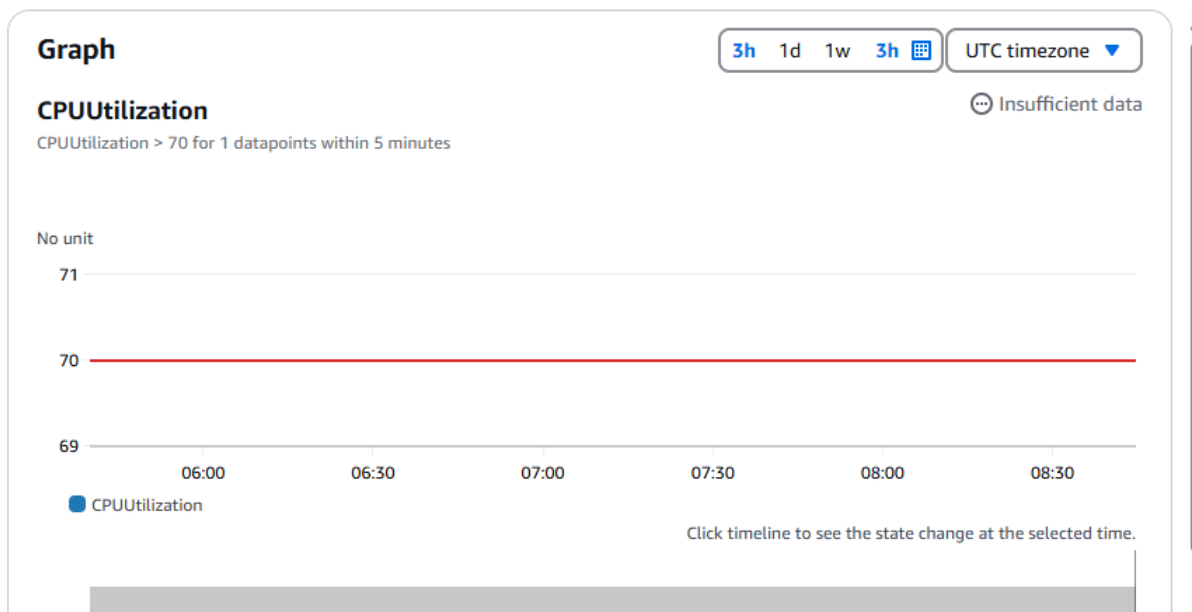 Graph
3h 1d 1w 3h UTC timezone
CPUUtilization
Insufficient data
CPUUtilization > 70 for 1 datapoints within 5 minutes
No unit
71
70
69
06:00 06:30 07:00 07:30 08:00 08:30
CPUUtilization
Click timeline to see the state change at the selected time.